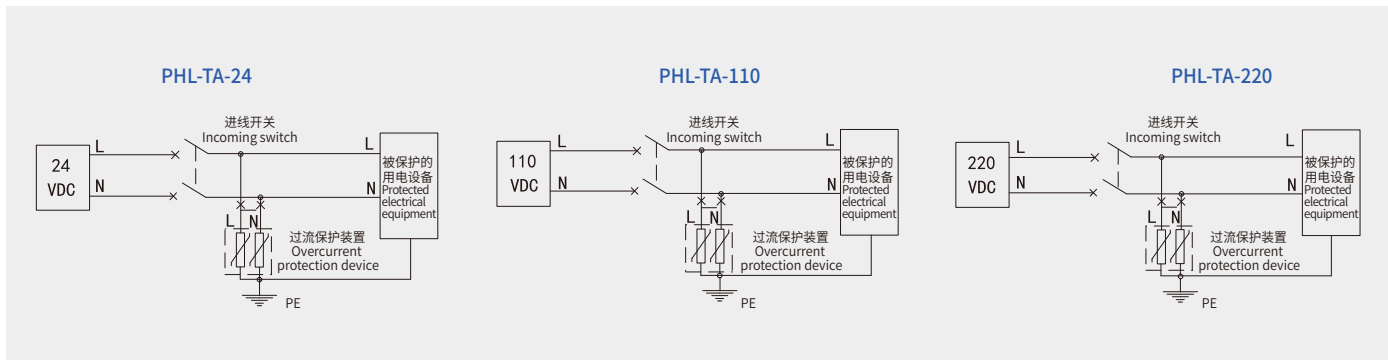 PHL-TA-24
进线开关
Incoming switch
L
L
24
VDC
N
N
被保护的
用电设备
Protected
electrical
equipment
L
N
过流保护装置
Overcurrent
protection device
PE
PHL-TA-110
进线开关
Incoming switch
L
L
110
VDC
N
N
被保护的
用电设备
Protected
electrical
equipment
L
N
过流保护装置
Overcurrent
protection device
PE
PHL-TA-220
进线开关
Incoming switch
L
L
220
VDC
N
N
被保护的
用电设备
Protected
electrical
equipment
L
N
过流保护装置
Overcurrent
protection device
PE